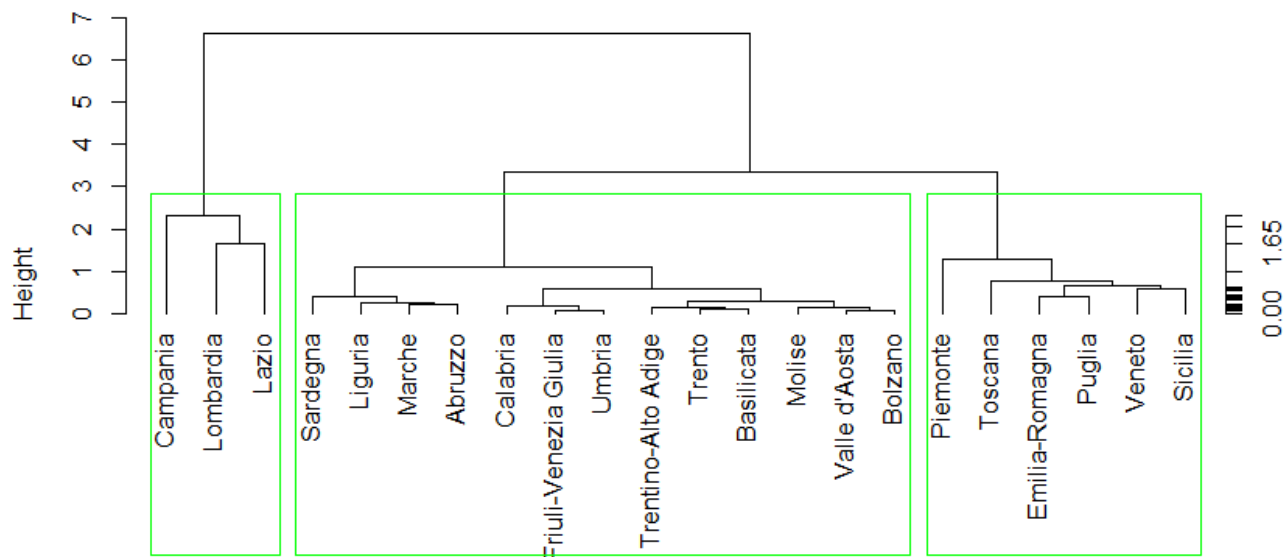 7
6
5
4
3
2
1
0
Height
Campania
Lombardia
Lazio
Sardegna
Liguria
Marche
Abruzzo
Calabria
Friuli-Venezia Giulia
Umbria
Trentino-Alto Adige
Trento
Basilicata
Molise
Valle d'Aosta
Bolzano
Piemonte
Toscana
Emilia-Romagna
Puglia
Veneto
Sicilia
0.00 1.65